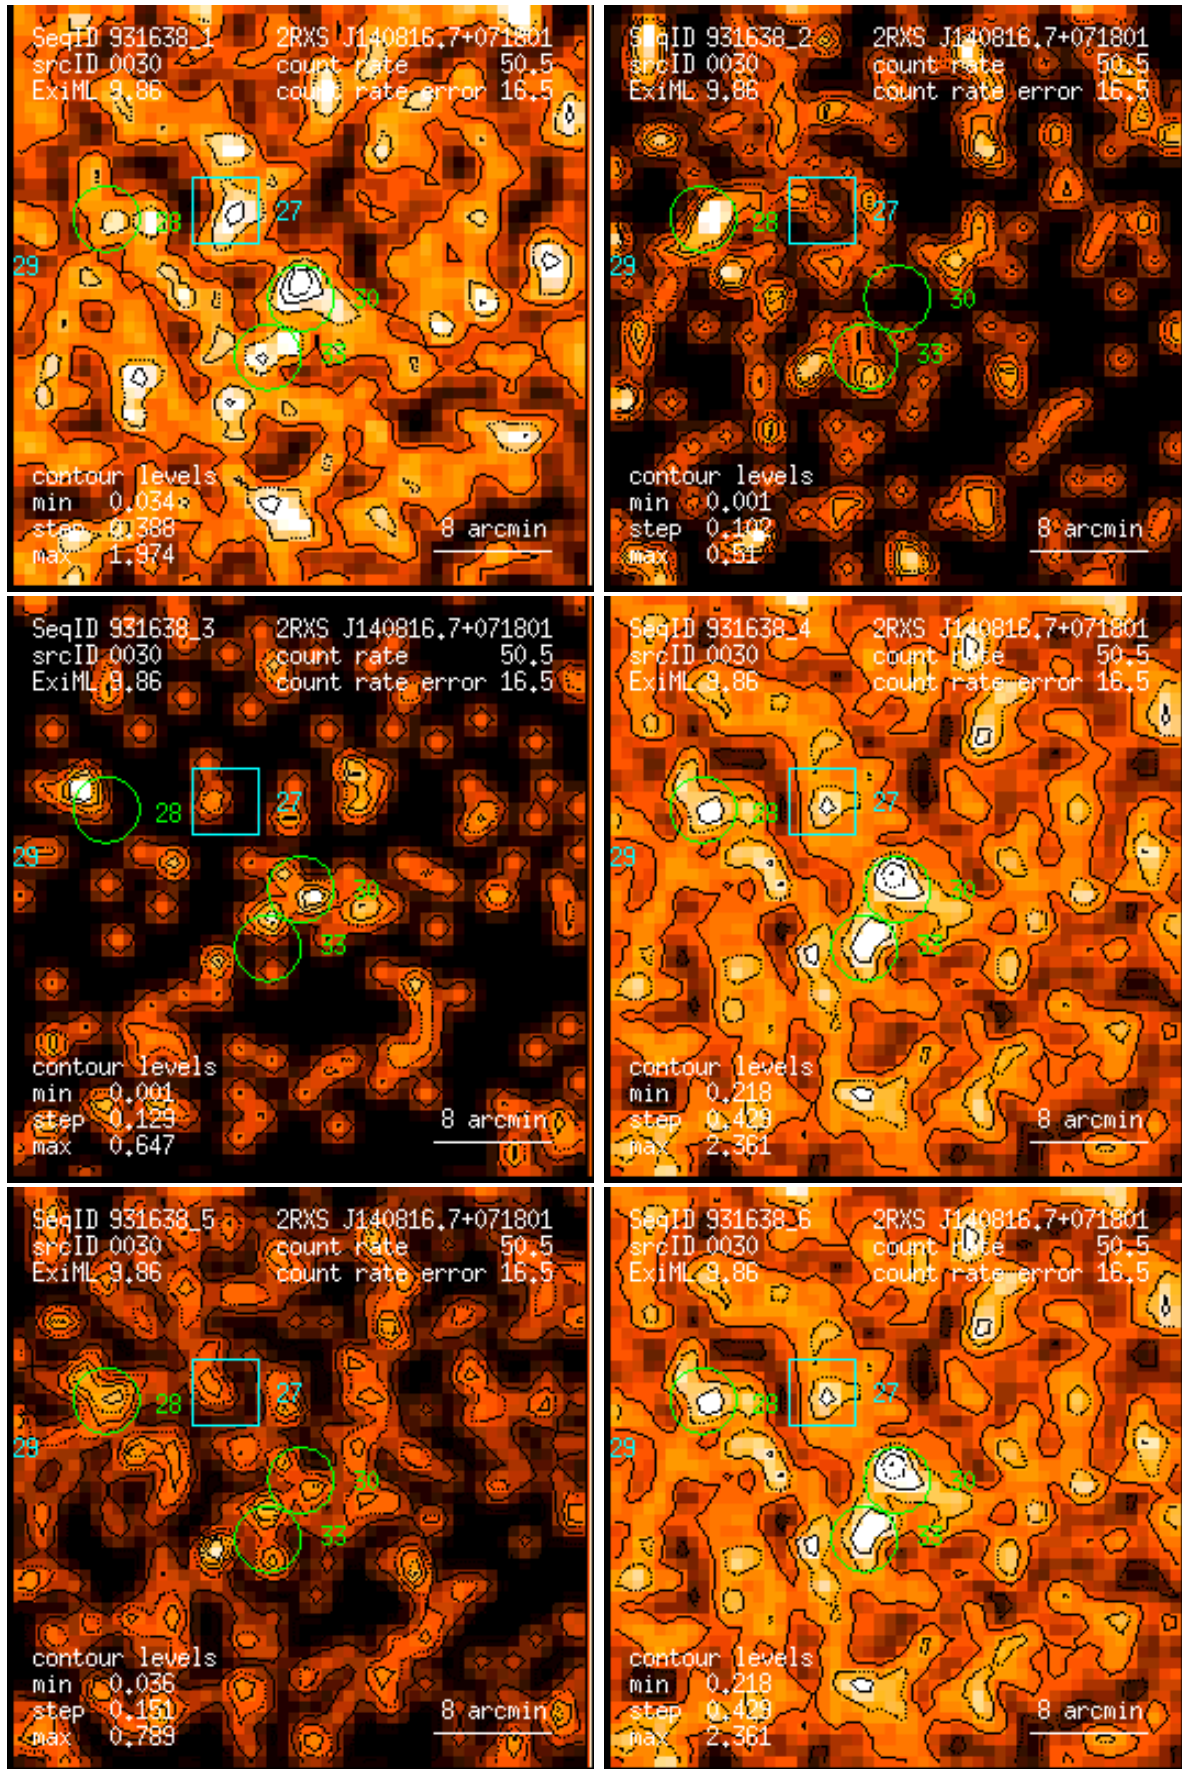 SeqID 931638_1 2RXS J140816.7+071801
srcID 0030 count rate 50.5
ExiML 9.86 count rate error 16.5
28 27
29
30
33
contour levels
min 0.034
step 0.388 8 arcmin
max 1.974
SeqID 931638_2 2RXS J140816.7+071801
srcID 0030 count rate 50.5
ExiML 9.86 count rate error 16.5
28 27
29
30
33
contour levels
min 0.001
step 0.102 8 arcmin
max 0.51
SeqID 931638_3 2RXS J140816.7+071801
srcID 0030 count rate 50.5
ExiML 9.86 count rate error 16.5
28 27
29
30
33
contour levels
min 0.001
step 0.129 8 arcmin
max 0.647
SeqID 931638_4 2RXS J140816.7+071801
srcID 0030 count rate 50.5
ExiML 9.86 count rate error 16.5
28 27
29
30
33
contour levels
min 0.218
step 0.429 8 arcmin
max 2.361
SeqID 931638_5 2RXS J140816.7+071801
srcID 0030 count rate 50.5
ExiML 9.86 count rate error 16.5
28 27
29
30
33
contour levels
min 0.036
step 0.151 8 arcmin
max 0.789
SeqID 931638_6 2RXS J140816.7+071801
srcID 0030 count rate 50.5
ExiML 9.86 count rate error 16.5
28 27
29
30
33
contour levels
min 0.218
step 0.429 8 arcmin
max 2.361